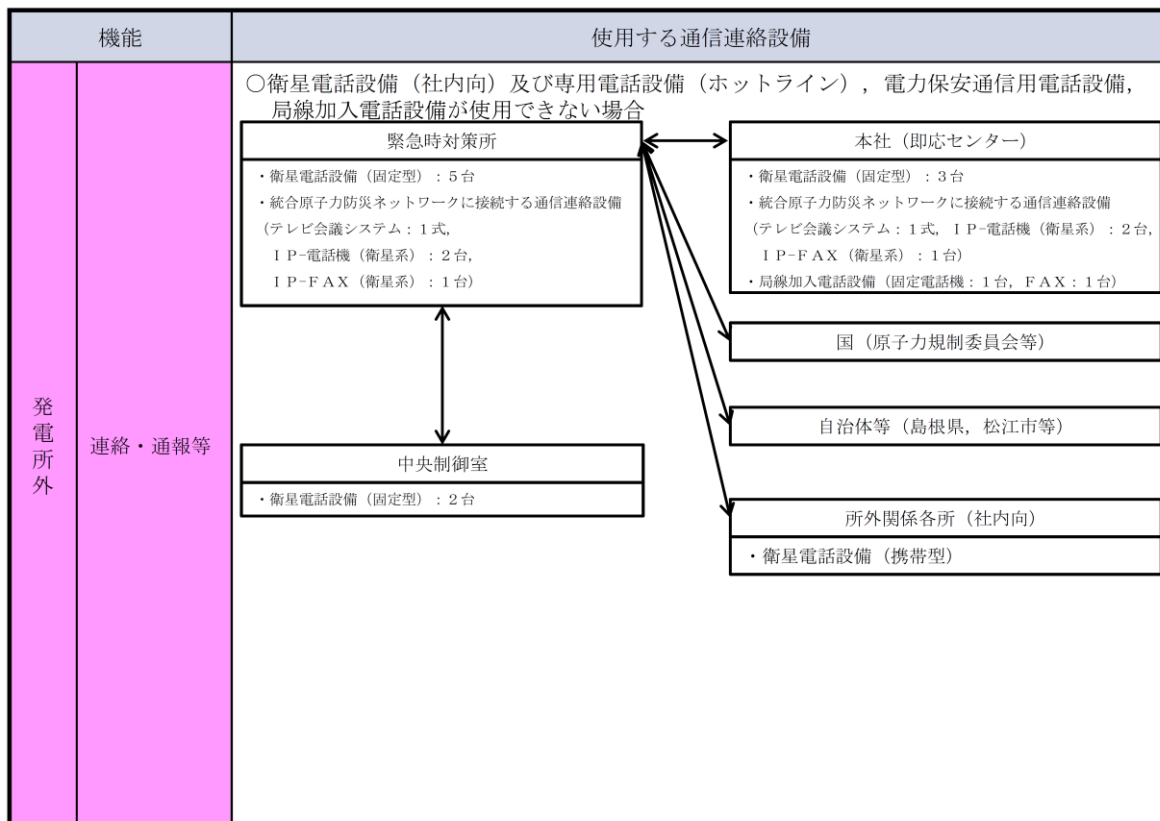 機能
使用する通信連絡設備
発電所外
連絡・通報等
○衛星電話設備（社内向）及び専用電話設備（ホットライン），電力保安通信用電話設備，
局線加入電話設備が使用できない場合
緊急時対策所
・衛星電話設備（固定型）：５台
・統合原子力防災ネットワークに接続する通信連絡設備
（テレビ会議システム：１式，
ＩＰ-電話機（衛星系）：２台，
ＩＰ-ＦＡＸ（衛星系）：１台）
本社（即応センター）
・衛星電話設備（固定型）：３台
・統合原子力防災ネットワークに接続する通信連絡設備
（テレビ会議システム：１式，ＩＰ-電話機（衛星系）：２台，
ＩＰ-ＦＡＸ（衛星系）：１台）
・局線加入電話設備（固定電話機：１台，ＦＡＸ：１台）
国（原子力規制委員会等）
自治体等（島根県，松江市等）
中央制御室
・衛星電話設備（固定型）：２台
所外関係各所（社内向）
・衛星電話設備（携帯型）